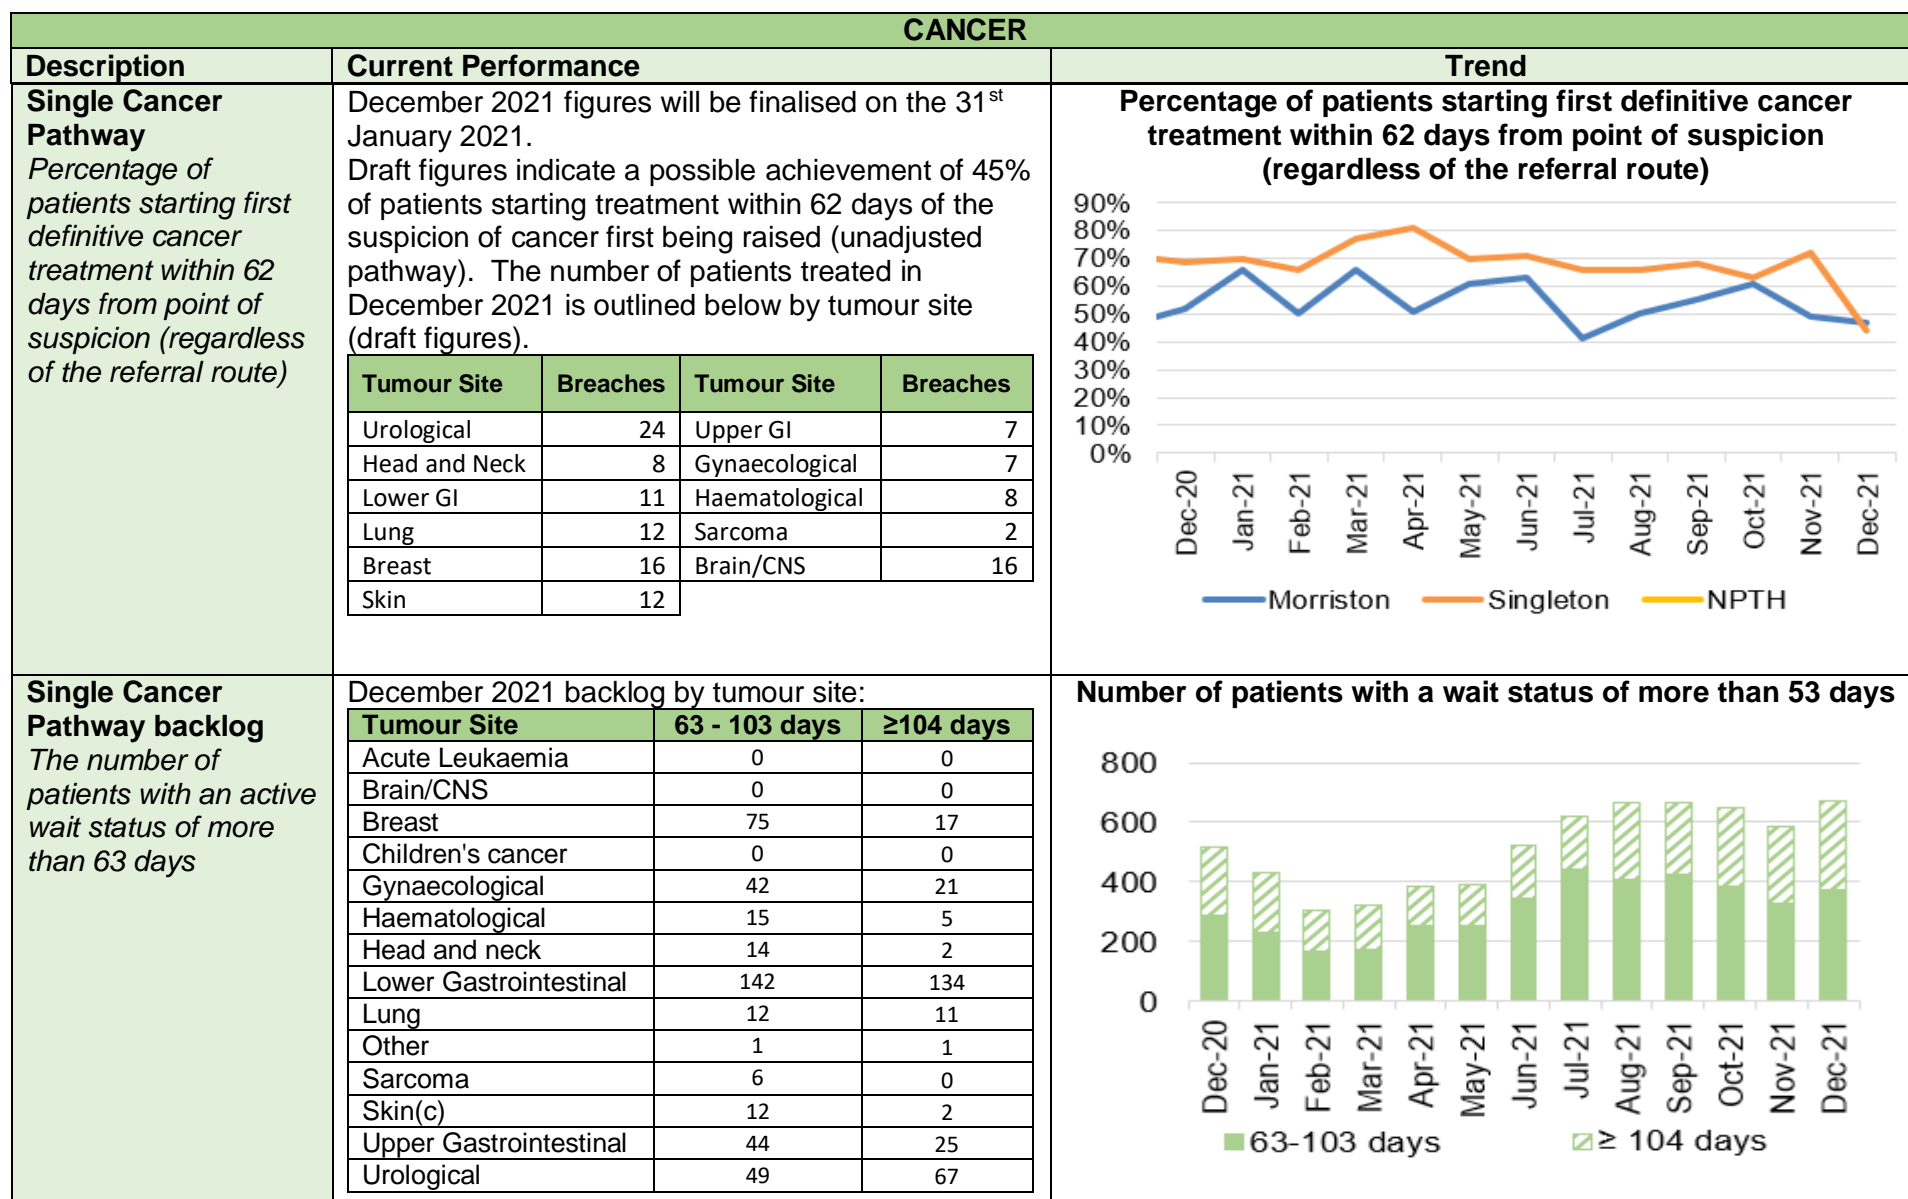 CANCER
Description Current Performance Trend
Single Cancer
Pathway
Percentage of
patients starting first
definitive cancer
treatment within 62
days from point of
suspicion (regardless
of the referral route)
December 2021 figures will be finalised on the 31st
January 2021.
Draft figures indicate a possible achievement of 45%
of patients starting treatment within 62 days of the
suspicion of cancer first being raised (unadjusted
pathway). The number of patients treated in
December 2021 is outlined below by tumour site
(draft figures).
Tumour Site Breaches Tumour Site Breaches
Urological 24 Upper GI 7
Head and Neck 8 Gynaecological 7
Lower GI 11 Haematological 8
Lung 12 Sarcoma 2
Breast 16 Brain/CNS 16
Skin 12
Percentage of patients starting first definitive cancer
treatment within 62 days from point of suspicion
(regardless of the referral route)
90%
80%
70%
60%
50%
40%
30%
20%
10%
0%
Dec-20 Jan-21 Feb-21 Mar-21 Apr-21 May-21 Jun-21 Jul-21 Aug-21 Sep-21 Oct-21 Nov-21 Dec-21
Morriston Singleton NPTH
Single Cancer
Pathway backlog
The number of
patients with an active
wait status of more
than 63 days
December 2021 backlog by tumour site:
Tumour Site 63 - 103 days ≥104 days
Acute Leukaemia 0 0
Brain/CNS 0 0
Breast 75 17
Children's cancer 0 0
Gynaecological 42 21
Haematological 15 5
Head and neck 14 2
Lower Gastrointestinal 142 134
Lung 12 11
Other 1 1
Sarcoma 6 0
Skin(c) 12 2
Upper Gastrointestinal 44 25
Urological 49 67
Number of patients with a wait status of more than 53 days
800
600
400
200
0
Dec-20 Jan-21 Feb-21 Mar-21 Apr-21 May-21 Jun-21 Jul-21 Aug-21 Sep-21 Oct-21 Nov-21 Dec-21
63-103 days ≥ 104 days